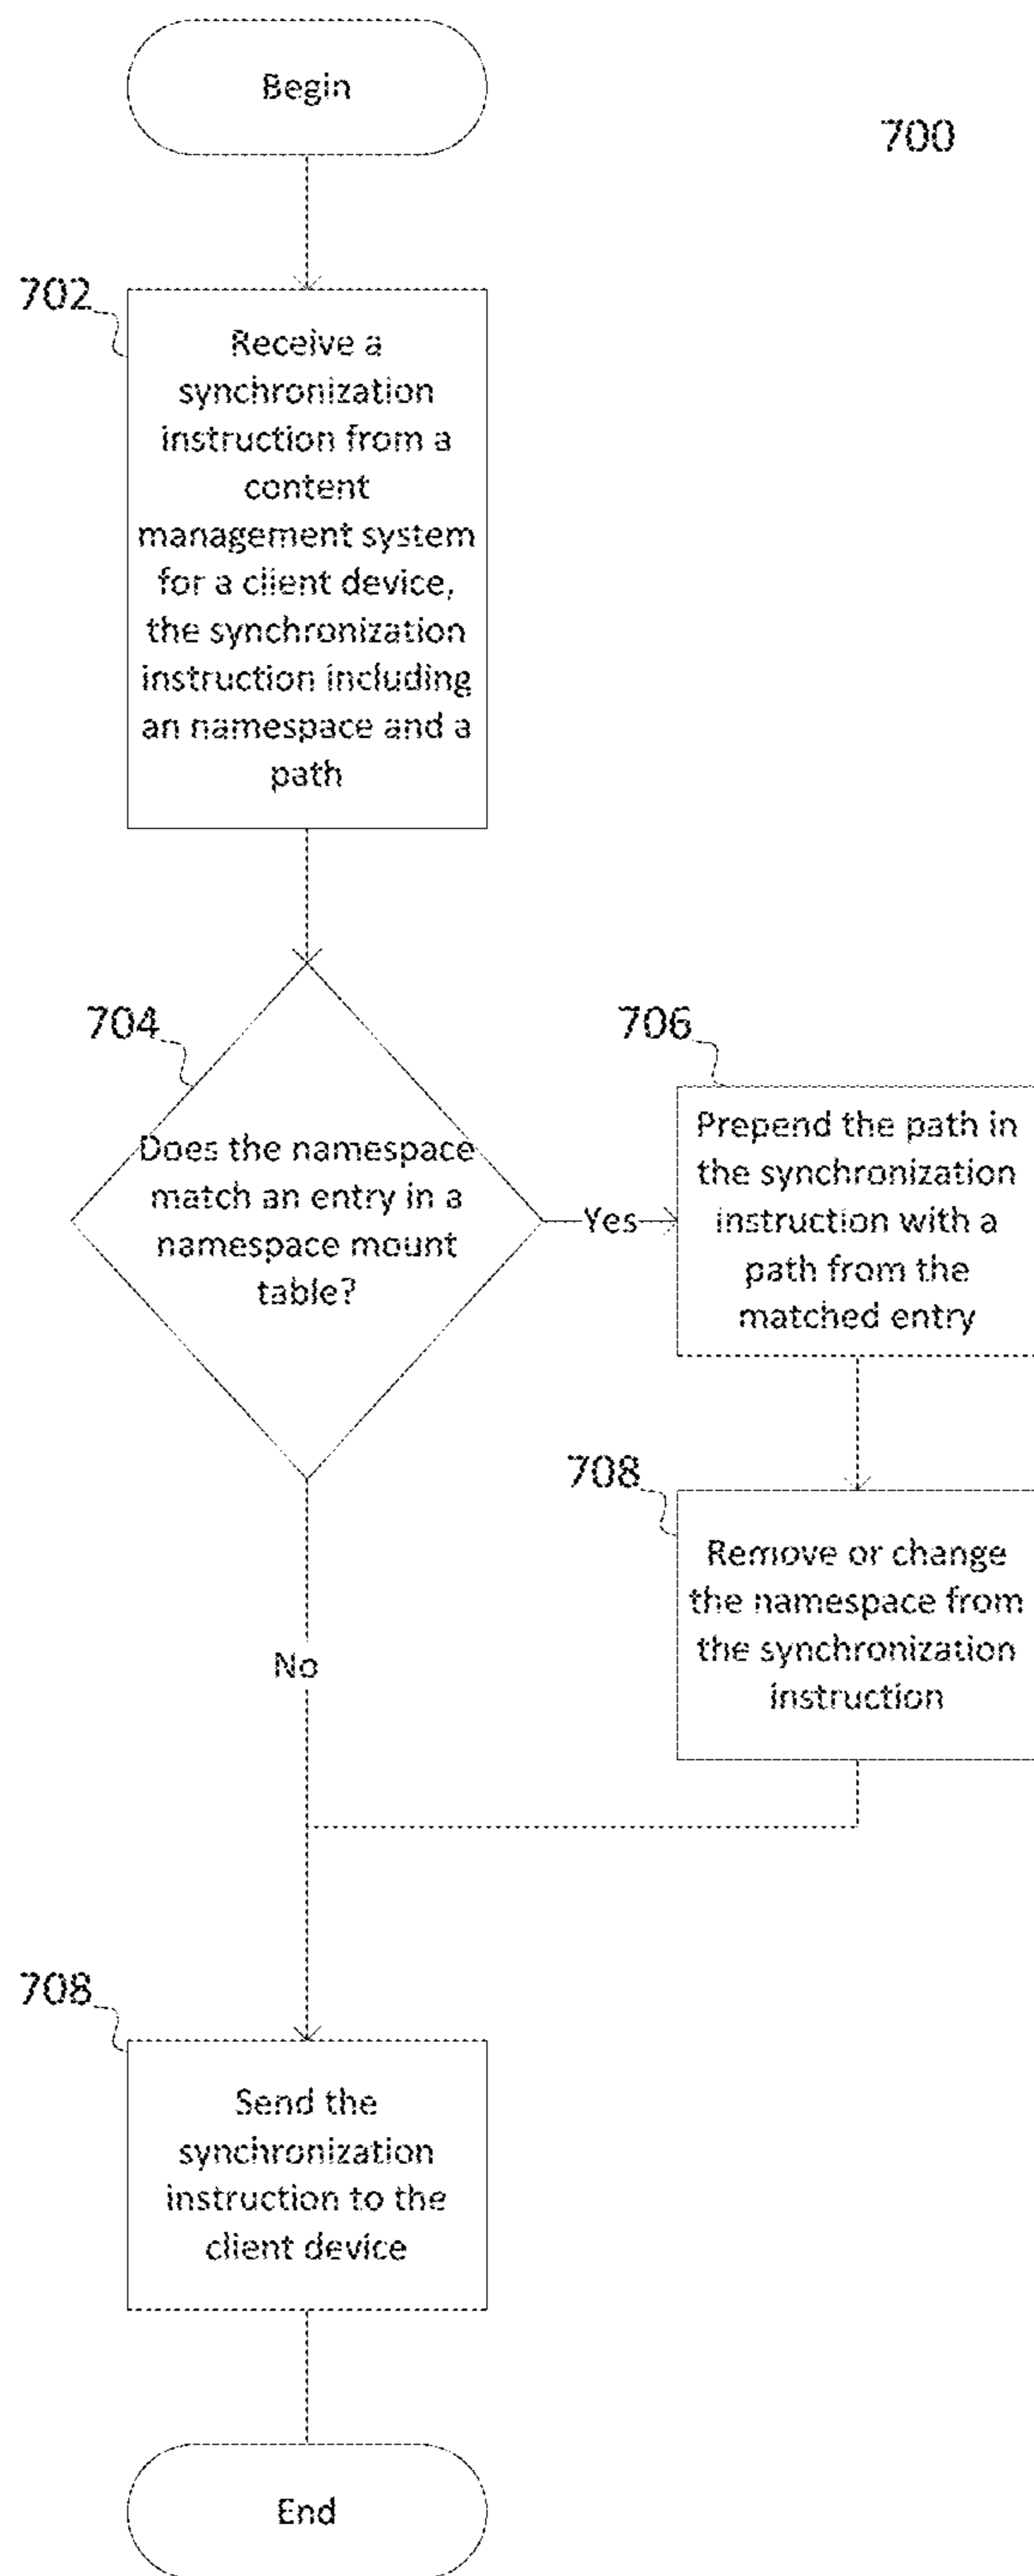 Begin
700
702
Receive a
synchronization
instruction from a
content
management system
for a client device,
the synchronization
instruction including
an namespace and a
path
704
Does the namespace
match an entry in a
namespace mount
table?
Yes
706
Prepend the path in
the synchronization
instruction with a
path from the
matched entry
708
Remove or change
the namespace from
the synchronization
instruction
No
708
Send the
synchronization
instruction to the
client device
End